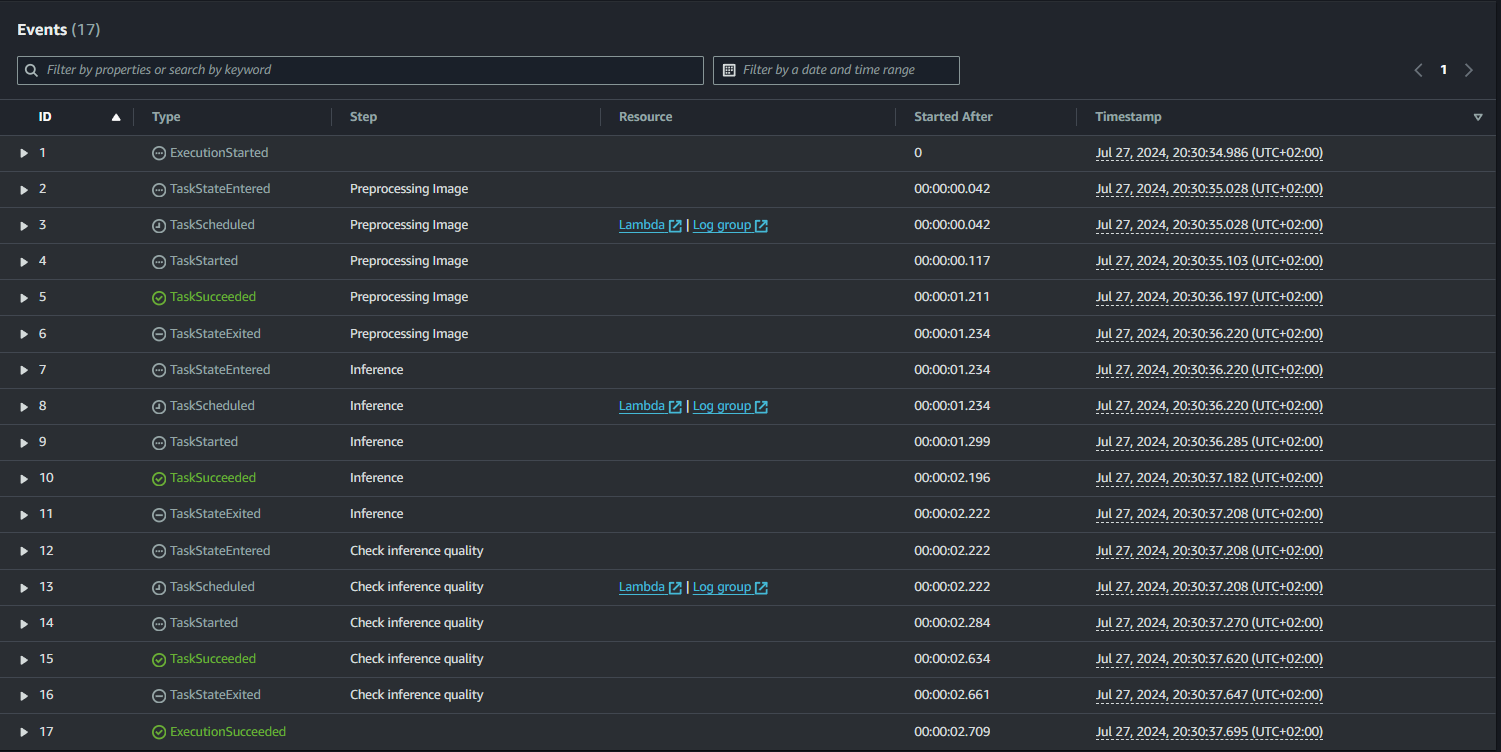 Events (17)
Filter by properties or search by keyword Filter by a date and time range 1
ID Type Step Resource Started After Timestamp
1 ExecutionStarted 0 Jul 27, 2024, 20:30:34.986 (UTC+02:00)
2 TaskStateEntered Preprocessing Image 00:00:00.042 Jul 27, 2024, 20:30:35.028 (UTC+02:00)
3 TaskScheduled Preprocessing Image Lambda | Log group 00:00:00.042 Jul 27, 2024, 20:30:35.028 (UTC+02:00)
4 TaskStarted Preprocessing Image 00:00:00.117 Jul 27, 2024, 20:30:35.103 (UTC+02:00)
5 TaskSucceeded Preprocessing Image 00:00:01.211 Jul 27, 2024, 20:30:36.197 (UTC+02:00)
6 TaskStateExited Preprocessing Image 00:00:01.234 Jul 27, 2024, 20:30:36.220 (UTC+02:00)
7 TaskStateEntered Inference 00:00:01.234 Jul 27, 2024, 20:30:36.220 (UTC+02:00)
8 TaskScheduled Inference Lambda | Log group 00:00:01.234 Jul 27, 2024, 20:30:36.220 (UTC+02:00)
9 TaskStarted Inference 00:00:01.299 Jul 27, 2024, 20:30:36.285 (UTC+02:00)
10 TaskSucceeded Inference 00:00:02.196 Jul 27, 2024, 20:30:37.182 (UTC+02:00)
11 TaskStateExited Inference 00:00:02.222 Jul 27, 2024, 20:30:37.208 (UTC+02:00)
12 TaskStateEntered Check inference quality 00:00:02.222 Jul 27, 2024, 20:30:37.208 (UTC+02:00)
13 TaskScheduled Check inference quality Lambda | Log group 00:00:02.222 Jul 27, 2024, 20:30:37.208 (UTC+02:00)
14 TaskStarted Check inference quality 00:00:02.284 Jul 27, 2024, 20:30:37.270 (UTC+02:00)
15 TaskSucceeded Check inference quality 00:00:02.634 Jul 27, 2024, 20:30:37.620 (UTC+02:00)
16 TaskStateExited Check inference quality 00:00:02.661 Jul 27, 2024, 20:30:37.647 (UTC+02:00)
17 ExecutionSucceeded 00:00:02.709 Jul 27, 2024, 20:30:37.695 (UTC+02:00)